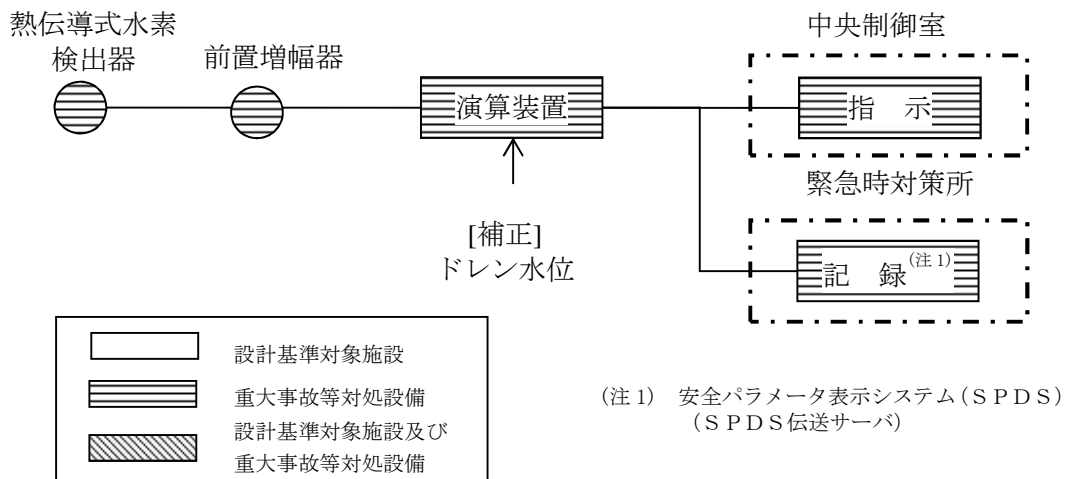 熱伝導式水素
検出器
前置増幅器
中央制御室
演算装置
指 示
緊急時対策所
[補正]
ドレン水位
記 録(注1)
設計基準対象施設
重大事故等対処設備
設計基準対象施設及び
重大事故等対処設備
(注1) 安全パラメータ表示システム(SPDS)
(SPDS伝送サーバ)